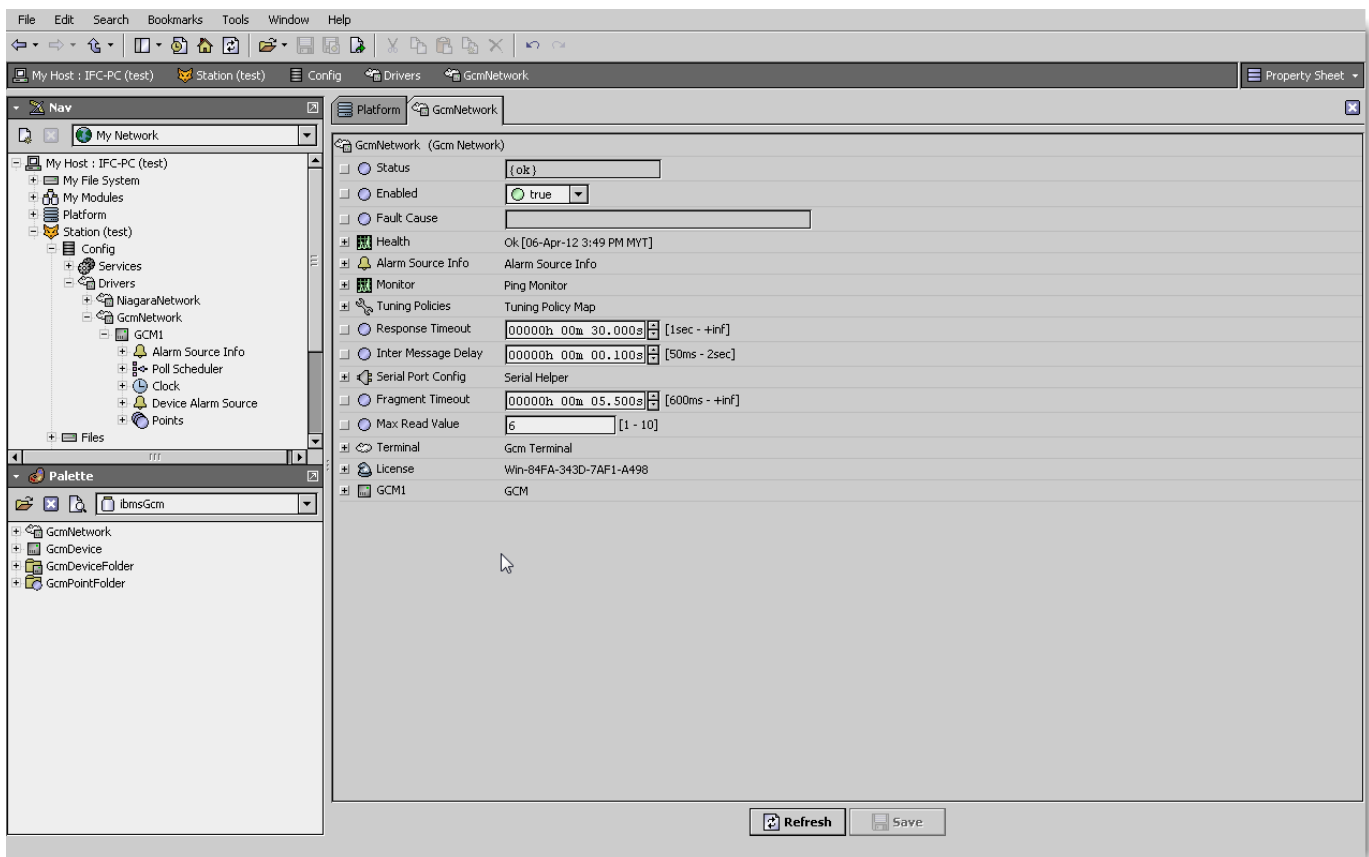 File Edit Search Bookmarks Tools Window Help
My Host : IFC-PC (test) Station (test) Config Drivers GcmNetwork Property Sheet
Nav
My Network
My Host : IFC-PC (test)
My File System
My Modules
Platform
Station (test)
Config
Services
Drivers
NiagaraNetwork
GcmNetwork
GCM1
Alarm Source Info
Poll Scheduler
Clock
Device Alarm Source
Points
Files
Palette
ibmsGcm
GcmNetwork
GcmDevice
GcmDeviceFolder
GcmPointFolder
Platform GcmNetwork
GcmNetwork (Gcm Network)
Status {ok}
Enabled true
Fault Cause
Health Ok [06-Apr-12 3:49 PM MYT]
Alarm Source Info Alarm Source Info
Monitor Ping Monitor
Tuning Policies Tuning Policy Map
Response Timeout 00000h 00m 30.000s [1sec - +inf]
Inter Message Delay 00000h 00m 00.100s [50ms - 2sec]
Serial Port Config Serial Helper
Fragment Timeout 00000h 00m 05.500s [600ms - +inf]
Max Read Value 6 [1 - 10]
Terminal Gcm Terminal
License Win-84FA-343D-7AF1-A498
GCM1 GCM
Refresh Save